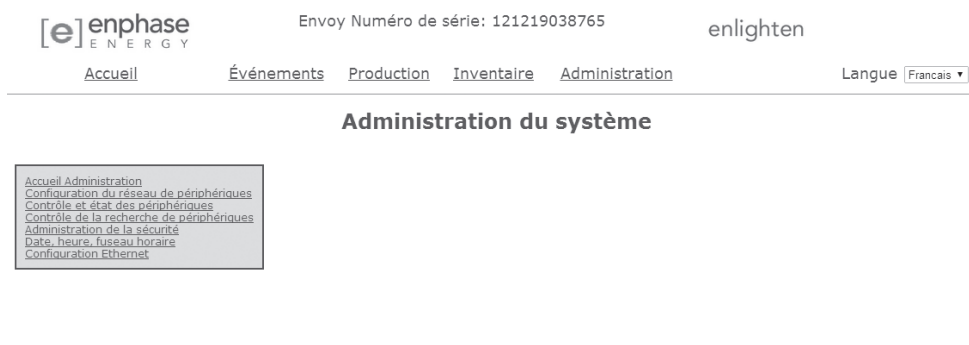 [e] enphase
ENERGY
Envoy Numéro de série: 121219038765
enlighten
Accueil Événements Production Inventaire Administration Langue Francais
Administration du système
Accueil Administration
Configuration du réseau de périphériques
Contrôle et état des périphériques
Contrôle de la recherche de périphériques
Administration de la sécurité
Date, heure, fuseau horaire
Configuration Ethernet